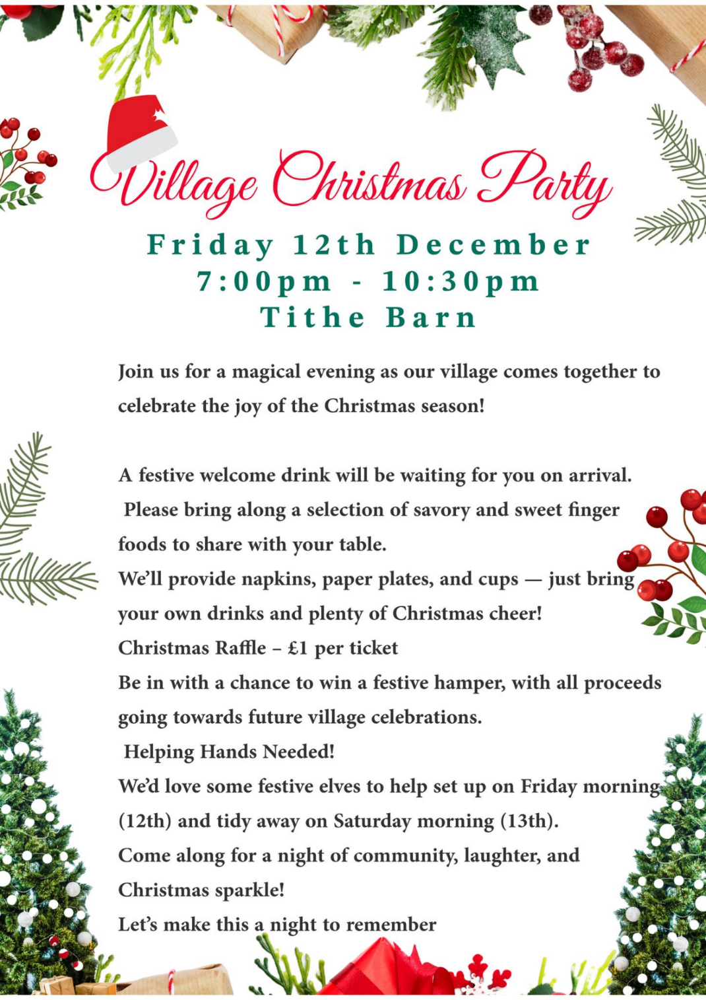 Village Christmas Party
Friday 12th December
7:00pm - 10:30pm
Tithe Barn
Join us for a magical evening as our village comes together to
celebrate the joy of the Christmas season!
A festive welcome drink will be waiting for you on arrival.
Please bring along a selection of savory and sweet finger
foods to share with your table.
We’ll provide napkins, paper plates, and cups — just bring
your own drinks and plenty of Christmas cheer!
Christmas Raffle – £1 per ticket
Be in with a chance to win a festive hamper, with all proceeds
going towards future village celebrations.
Helping Hands Needed!
We’d love some festive elves to help set up on Friday morning
(12th) and tidy away on Saturday morning (13th).
Come along for a night of community, laughter, and
Christmas sparkle!
Let’s make this a night to remember